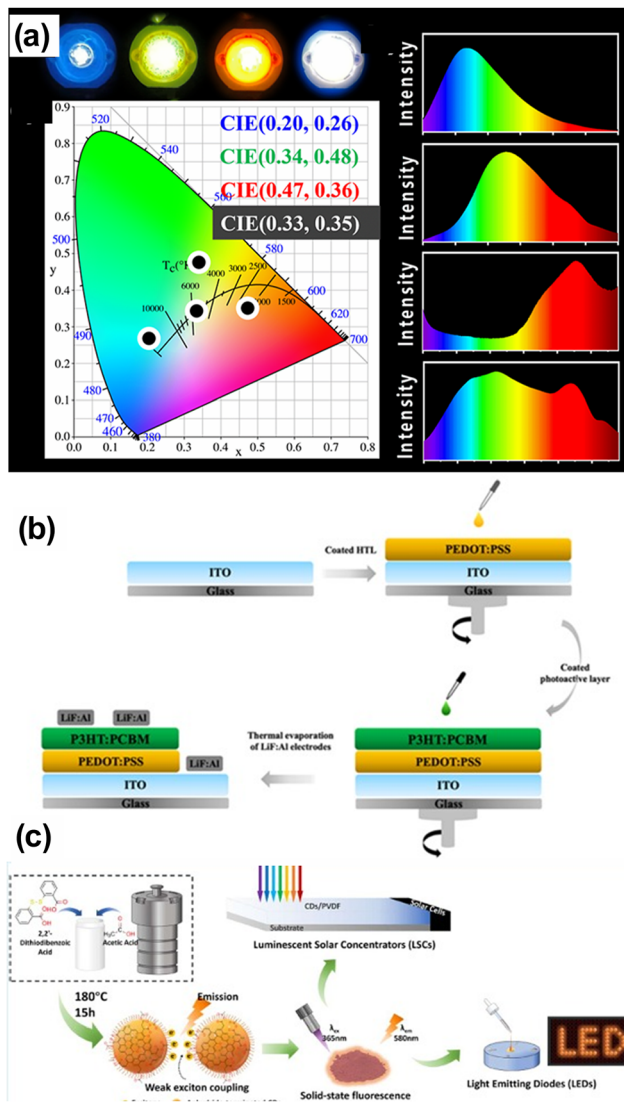 (a)
CIE(0.20, 0.26)
CIE(0.34, 0.48)
CIE(0.47, 0.36)
CIE(0.33, 0.35)
0.9
0.8
0.7
0.6
0.5
y
0.4
0.3
0.2
0.1
0.0
0.0 0.1 0.2 0.3 0.4 0.5 0.6 0.7 0.8
x
520
540
560
500
580
600
620
700
490
480
470
460
380
10000
6000
4000
3000
2500
1500
Intensity
Intensity
Intensity
Intensity
(b)
ITO
Glass
Coated HTL
PEDOT:PSS
ITO
Glass
Coated
photoactive layer
P3HT:PCBM
PEDOT:PSS
ITO
Glass
Thermal evaporation
of LiF:Al electrodes
LiF:Al LiF:Al
P3HT:PCBM
PEDOT:PSS
LiF:Al
ITO
Glass
(c)
2,2'-
Dithiodibenzoic
Acid
Acetic Acid
180°C
15h
Emission
Weak exciton coupling
CDs/PVDF
Solar Cells
Substrate
Luminescent Solar Concentrators (LSCs)
λex
365nm
λem
580nm
Solid-state fluorescence
LED
Light Emitting Diodes (LEDs)